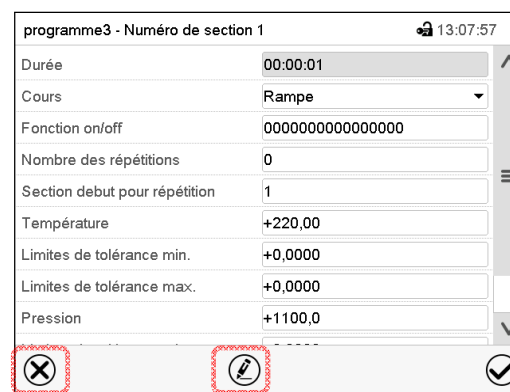 programme3 - Numéro de section 1 13:07:57
Durée 00:00:01
Cours Rampe
Fonction on/off 0000000000000000
Nombre des répétitions 0
Section debut pour répétition 1
Température +220,00
Limites de tolérance min. +0,0000
Limites de tolérance max. +0,0000
Pression +1100,0